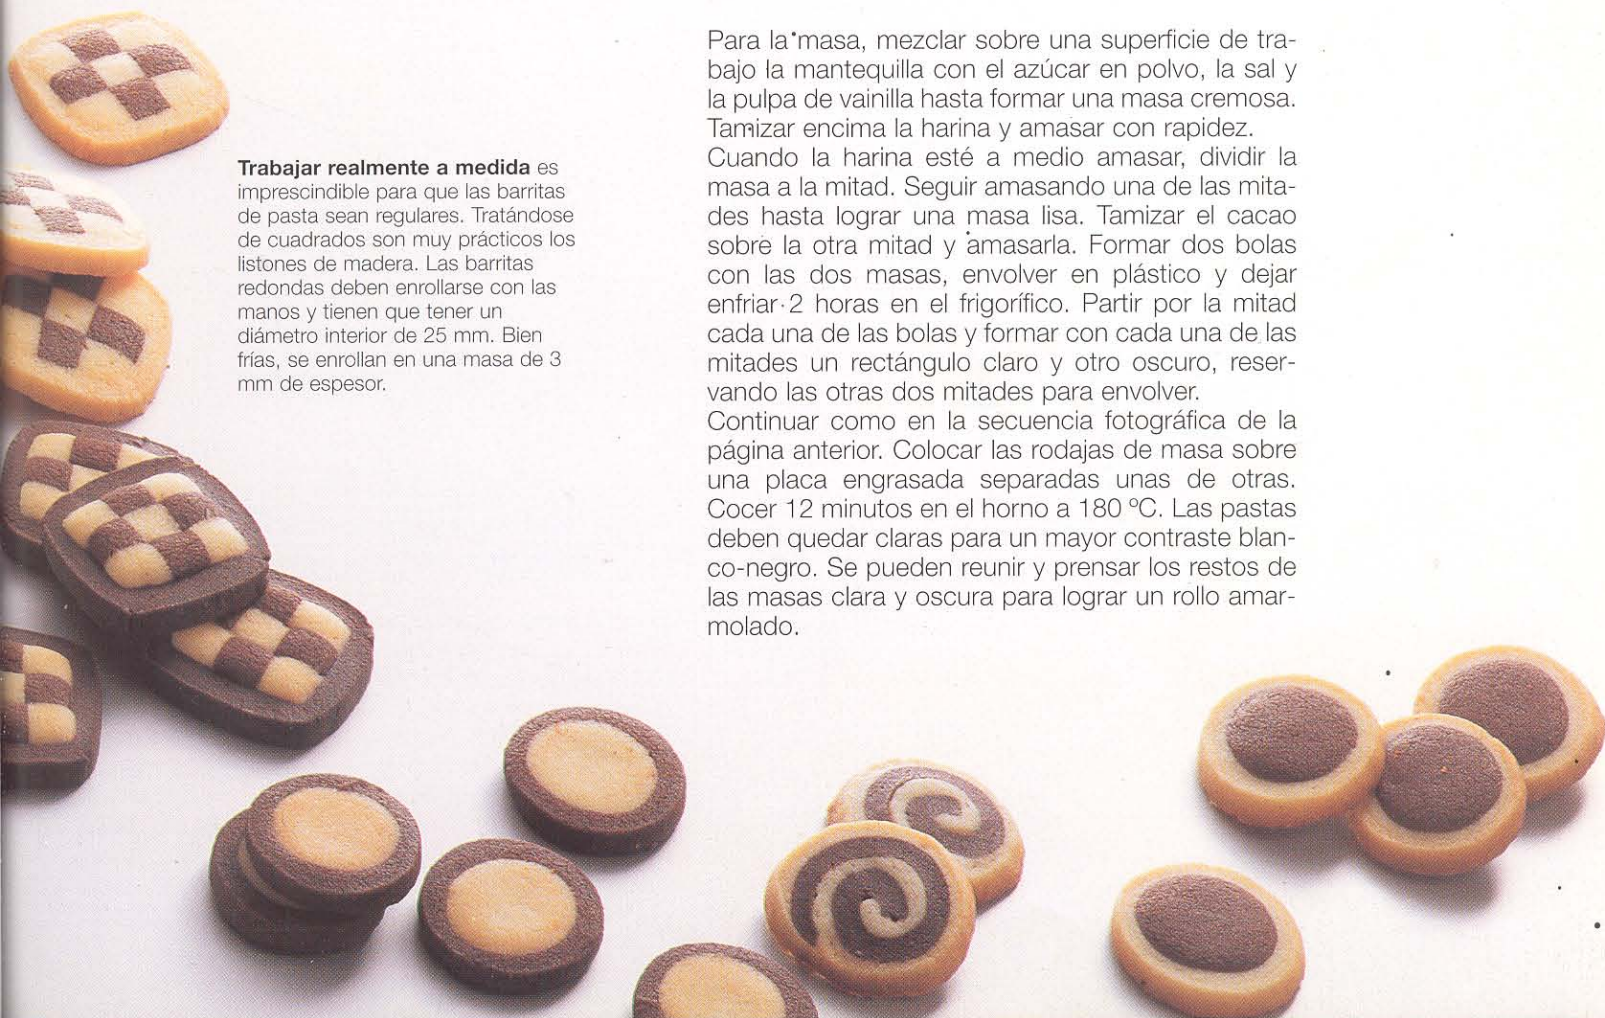 Trabajar realmente a medida es
imprescindible para que las barritas
de pasta sean regulares. Tratándose
de cuadrados son muy prácticos los
listones de madera. Las barritas
redondas deben enrollarse con las
manos y tienen que tener un
diámetro interior de 25 mm. Bien
frías, se enrollan en una masa de 3
mm de espesor.
Para la masa, mezclar sobre una superficie de tra-
bajo la mantequilla con el azúcar en polvo, la sal y
la pulpa de vainilla hasta formar una masa cremosa.
Tamizar encima la harina y amasar con rapidez.
Cuando la harina esté a medio amasar, dividir la
masa a la mitad. Seguir amasando una de las mita-
des hasta lograr una masa lisa. Tamizar el cacao
sobre la otra mitad y amasarla. Formar dos bolas
con las dos masas, envolver en plástico y dejar
enfriar 2 horas en el frigorífico. Partir por la mitad
cada una de las bolas y formar con cada una de las
mitades un rectángulo claro y otro oscuro, reser-
vando las otras dos mitades para envolver.
Continuar como en la secuencia fotográfica de la
página anterior. Colocar las rodajas de masa sobre
una placa engrasada separadas unas de otras.
Cocer 12 minutos en el horno a 180 ºC. Las pastas
deben quedar claras para un mayor contraste blan-
co-negro. Se pueden reunir y prensar los restos de
las masas clara y oscura para lograr un rollo amar-
molado.